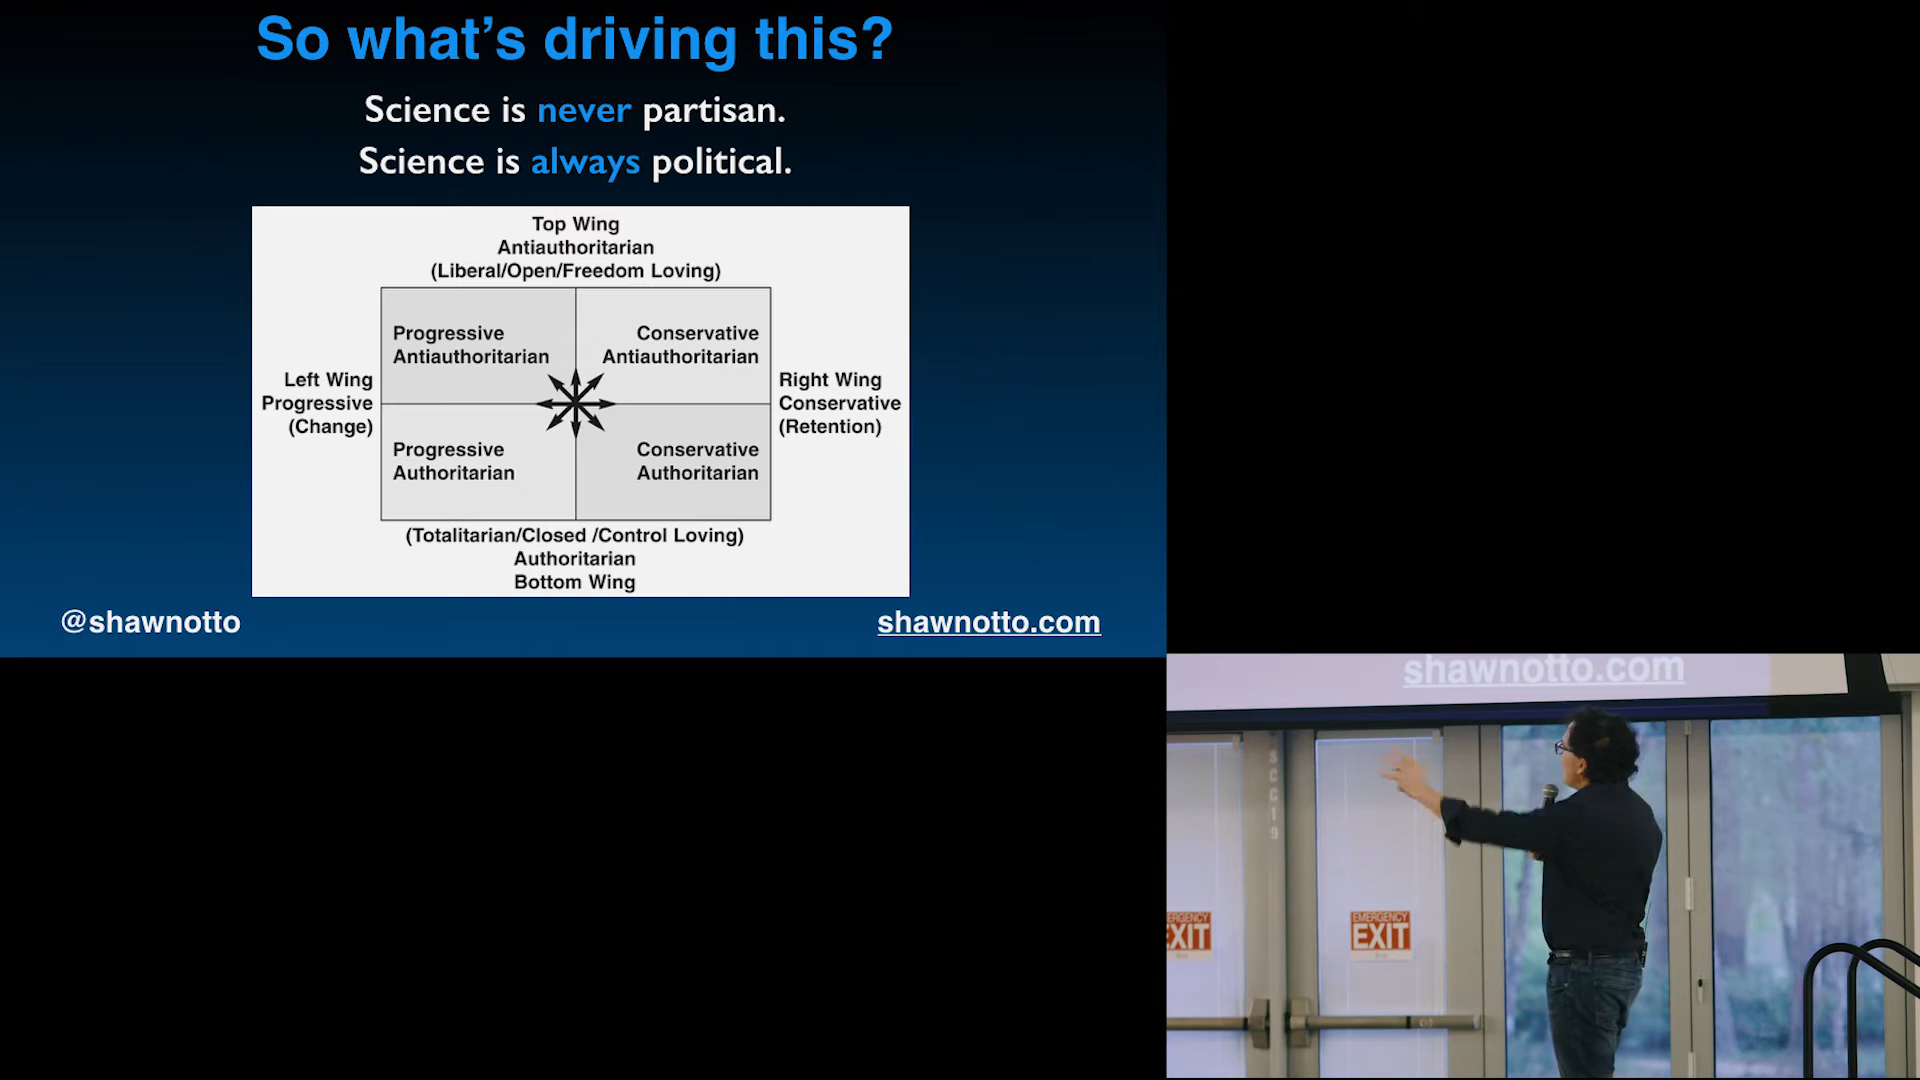 So what's driving this?
Science is never partisan.
Science is always political.
Top Wing
Antiauthoritarian
(Liberal/Open/Freedom Loving)
Progressive
Antiauthoritarian
Conservative
Antiauthoritarian
Left Wing
Progressive
(Change)
Right Wing
Conservative
(Retention)
Progressive
Authoritarian
Conservative
Authoritarian
(Totalitarian/Closed /Control Loving)
Authoritarian
Bottom Wing
@shawnotto
shawnotto.com
shawnotto.com
SCC19
EMERGENCY
EXIT
EXIT